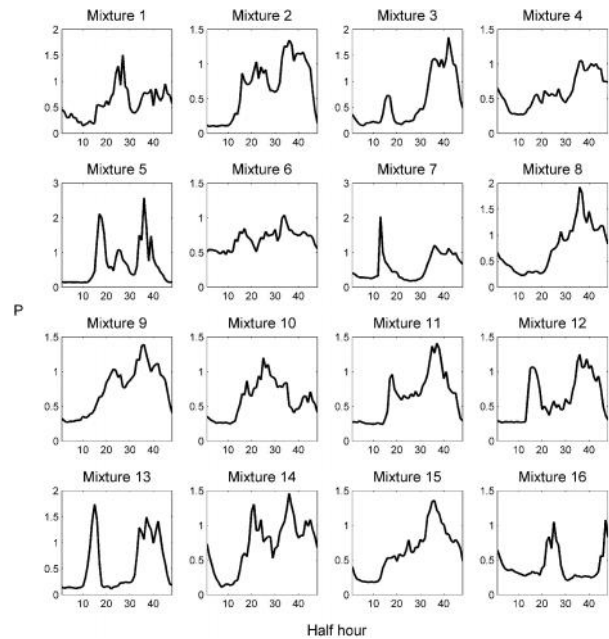 Mixture 1 Mixture 2 Mixture 3 Mixture 4
2 1.5 2 1.5
1.5 1 1.5 1
1 0.5 1 0.5
0.5 0.5
0 0 0 0
10 20 30 40 10 20 30 40 10 20 30 40 10 20 30 40
Mixture 5 Mixture 6 Mixture 7 Mixture 8
3 1.5 3 2
2 1 2 1.5
1 0.5 1 1
0.5
0 0 0 0
10 20 30 40 10 20 30 40 10 20 30 40 10 20 30 40
P
Mixture 9 Mixture 10 Mixture 11 Mixture 12
1.5 1.5 1.5 1.5
1 1 1 1
0.5 0.5 0.5 0.5
0 0 0 0
10 20 30 40 10 20 30 40 10 20 30 40 10 20 30 40
Mixture 13 Mixture 14 Mixture 15 Mixture 16
2 1.5 1.5 1.5
1.5 1 1 1
1 0.5 0.5 0.5
0.5
0 0 0 0
10 20 30 40 10 20 30 40 10 20 30 40 10 20 30 40
Half hour